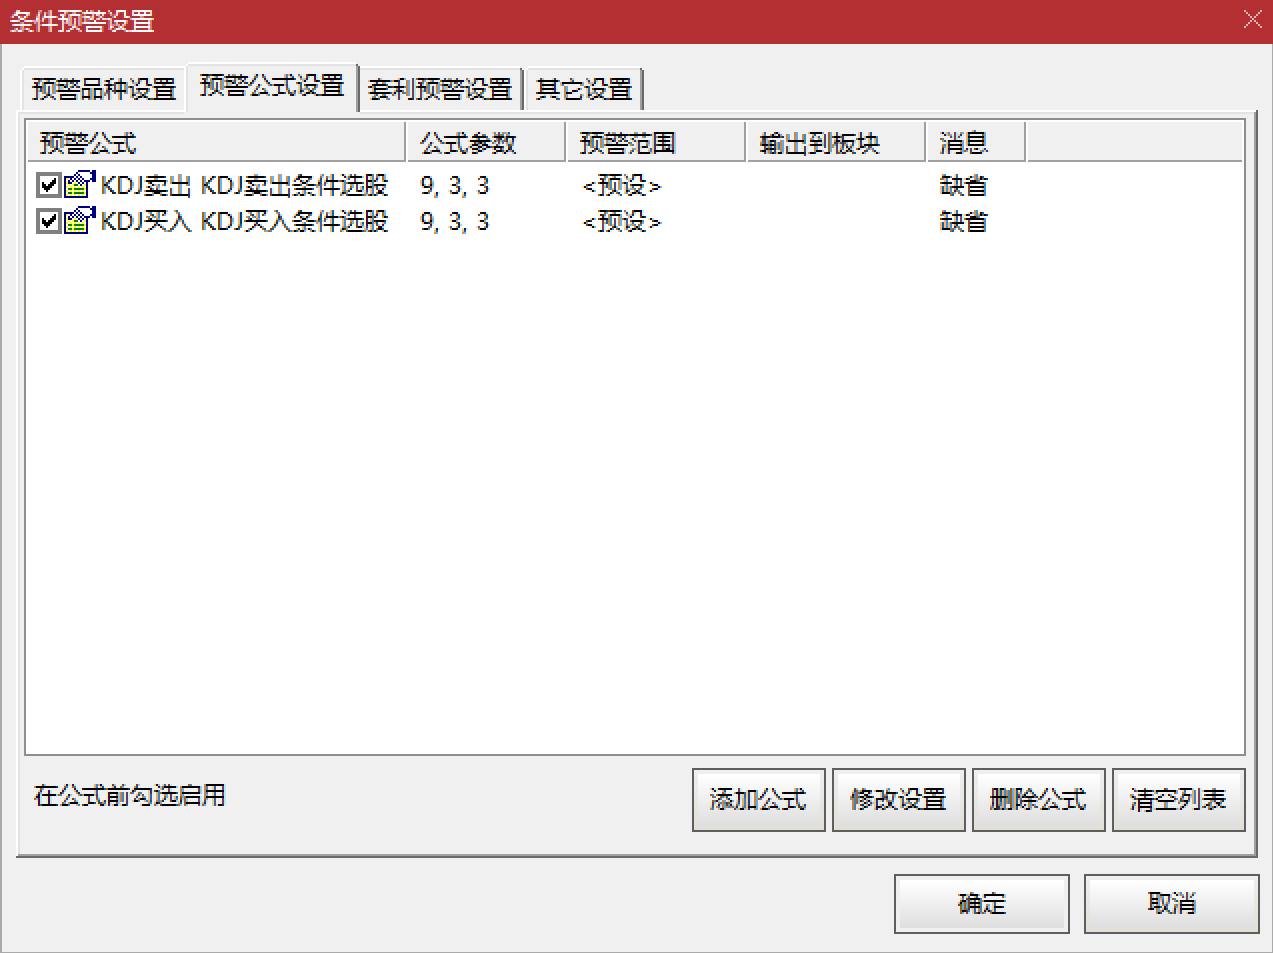 条件预警设置
预警品种设置 预警公式设置 套利预警设置 其它设置
预警公式 公式参数 预警范围 输出到板块 消息
KDJ卖出 KDJ卖出条件选股 9, 3, 3 <预设> 缺省
KDJ买入 KDJ买入条件选股 9, 3, 3 <预设> 缺省
在公式前勾选启用 添加公式 修改设置 删除公式 清空列表
确定 取消